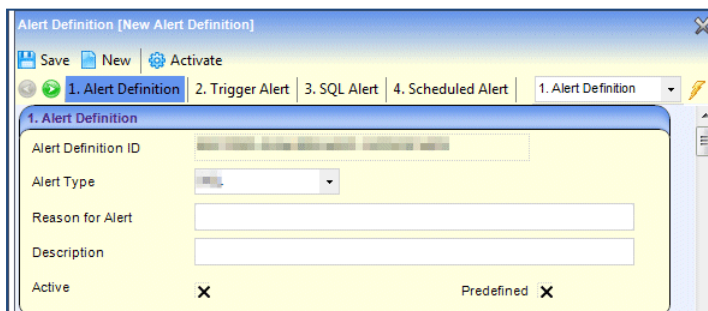 Alert Definition [New Alert Definition]
Save New Activate
1. Alert Definition 2. Trigger Alert 3. SQL Alert 4. Scheduled Alert 1. Alert Definition
1. Alert Definition
Alert Definition ID
Alert Type
Reason for Alert
Description
Active Predefined